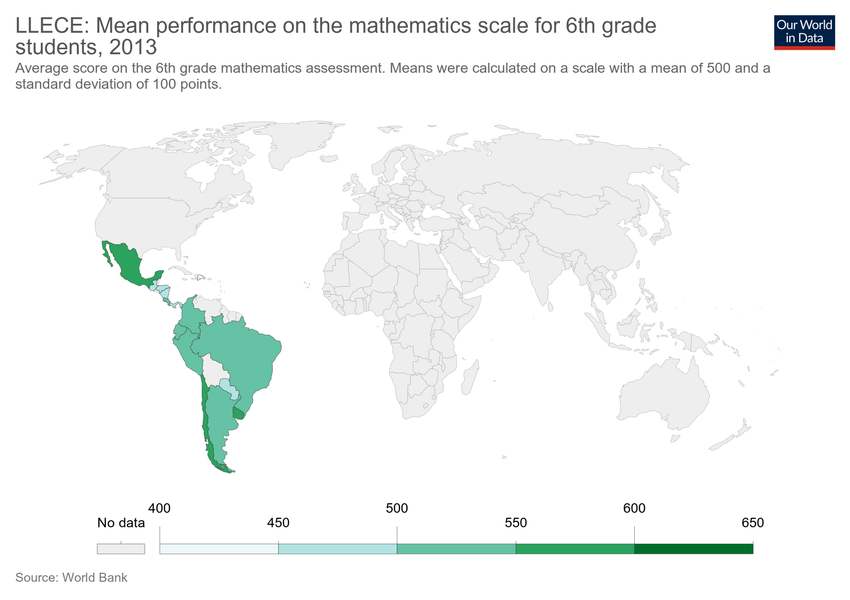 LLECE: Mean performance on the mathematics scale for 6th grade
students, 2013
Our World
in Data
Average score on the 6th grade mathematics assessment. Means were calculated on a scale with a mean of 500 and a
standard deviation of 100 points.
400 500 600
No data 450 550 650
Source: World Bank